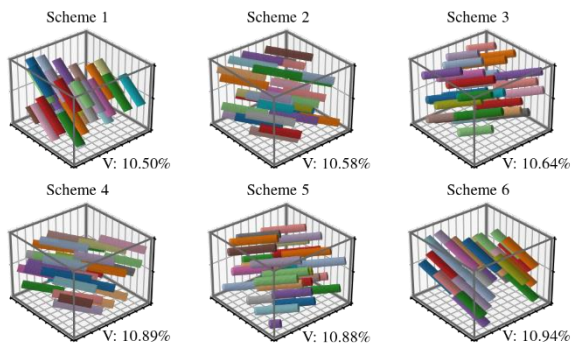 Scheme 1
Scheme 2
Scheme 3
V: 10.50%
V: 10.58%
V: 10.64%
Scheme 4
Scheme 5
Scheme 6
V: 10.89%
V: 10.88%
V: 10.94%